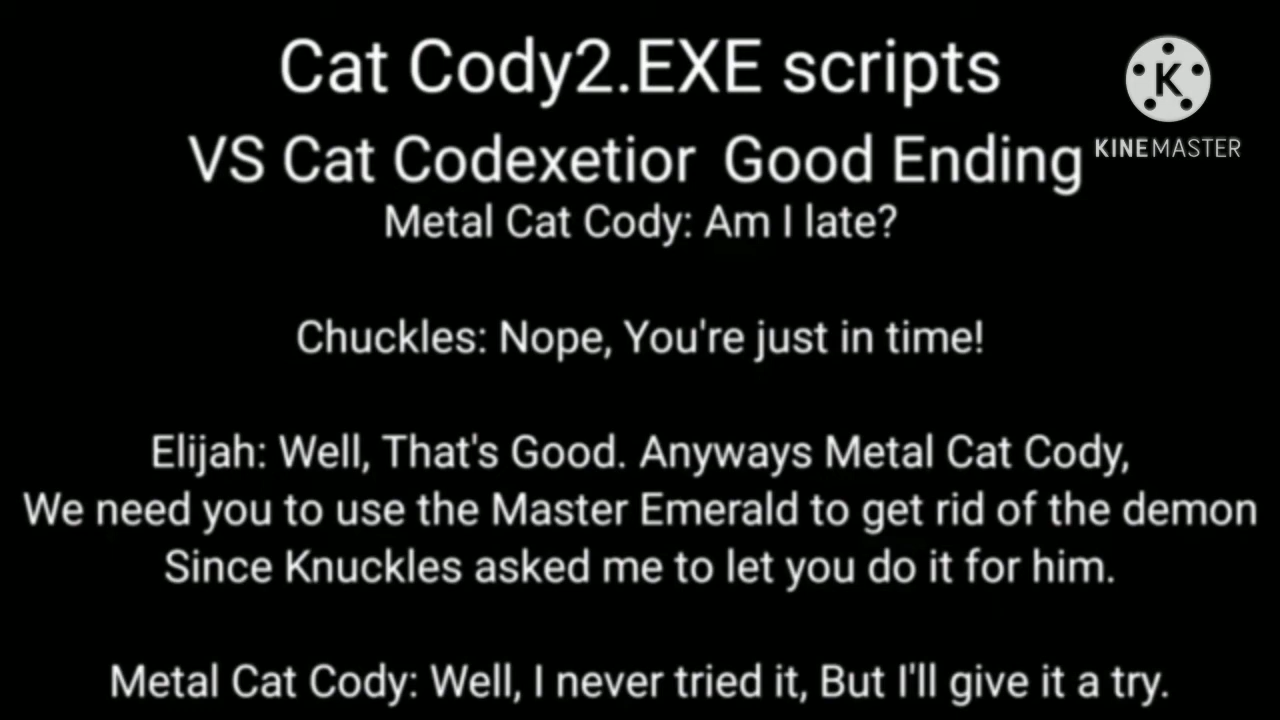 Cat Cody2.EXE scripts
VS Cat Codexetior Good Ending
KINEMASTER
Metal Cat Cody: Am I late?
Chuckles: Nope, You're just in time!
Elijah: Well, That's Good. Anyways Metal Cat Cody,
We need you to use the Master Emerald to get rid of the demon
Since Knuckles asked me to let you do it for him.
Metal Cat Cody: Well, I never tried it, But I'll give it a try.